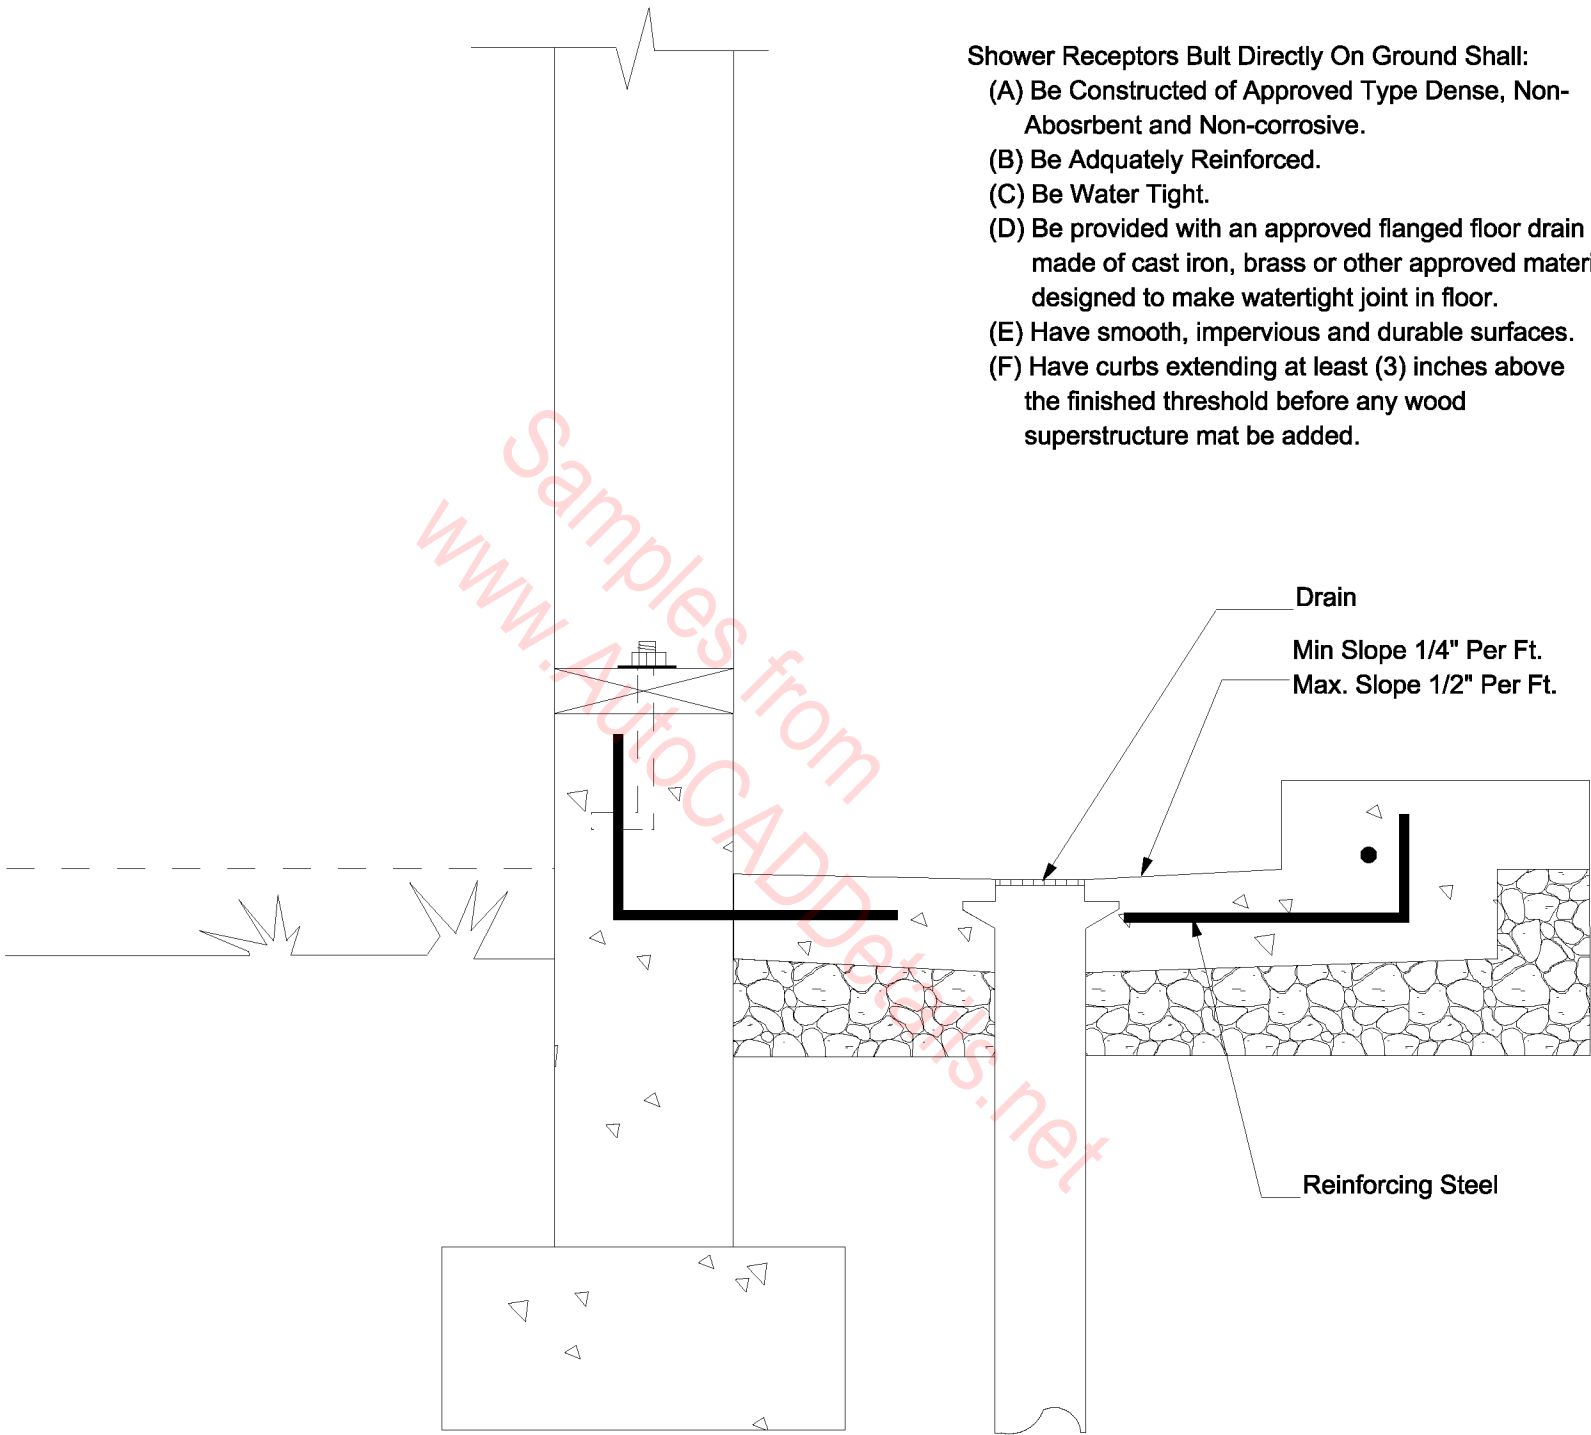 Shower Receptors Bult Directly On Ground Shall:
(A) Be Constructed of Approved Type Dense, Non-
Abosrbent and Non-corrosive.
(B) Be Adquately Reinforced.
(C) Be Water Tight.
(D) Be provided with an approved flanged floor drain
made of cast iron, brass or other approved materi
designed to make watertight joint in floor.
(E) Have smooth, impervious and durable surfaces.
(F) Have curbs extending at least (3) inches above
the finished threshold before any wood
superstructure mat be added.
Samples from
www.AutoCADDetails.net
Drain
Min Slope 1/4" Per Ft.
Max. Slope 1/2" Per Ft.
Reinforcing Steel